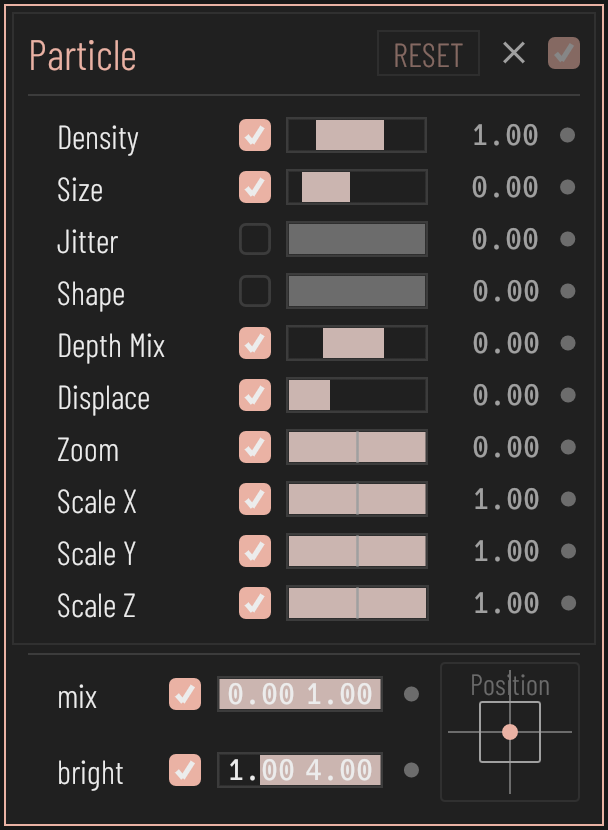 Particle RESET
Density 1.00
Size 0.00
Jitter 0.00
Shape 0.00
Depth Mix 0.00
Displace 0.00
Zoom 0.00
Scale X 1.00
Scale Y 1.00
Scale Z 1.00
mix 0.00 1.00
Position
bright 1.00 4.00